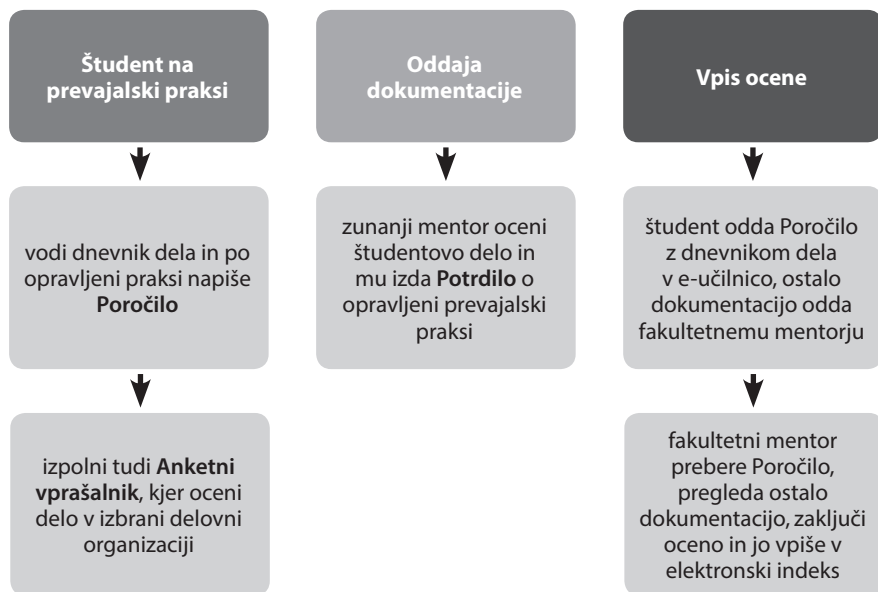 Študent na
prevajalski praksi
vodi dnevnik dela in po
opravljeni praksi napiše
Poročilo
izpolni tudi Anketni
vprašalnik, kjer oceni
delo v izbrani delovni
organizaciji
Oddaja
dokumentacije
zunanji mentor oceni
študentovo delo in
mu izda Potrdilo o
opravljeni prevajalski
praksi
Vpis ocene
študent odda Poročilo
z dnevnikom dela
v e-učilnico, ostalo
dokumentacijo odda
fakultetnemu mentorju
fakultetni mentor
prebere Poročilo,
pregleda ostalo
dokumentacijo, zaključi
oceno in jo vpiše v
elektronski indeks